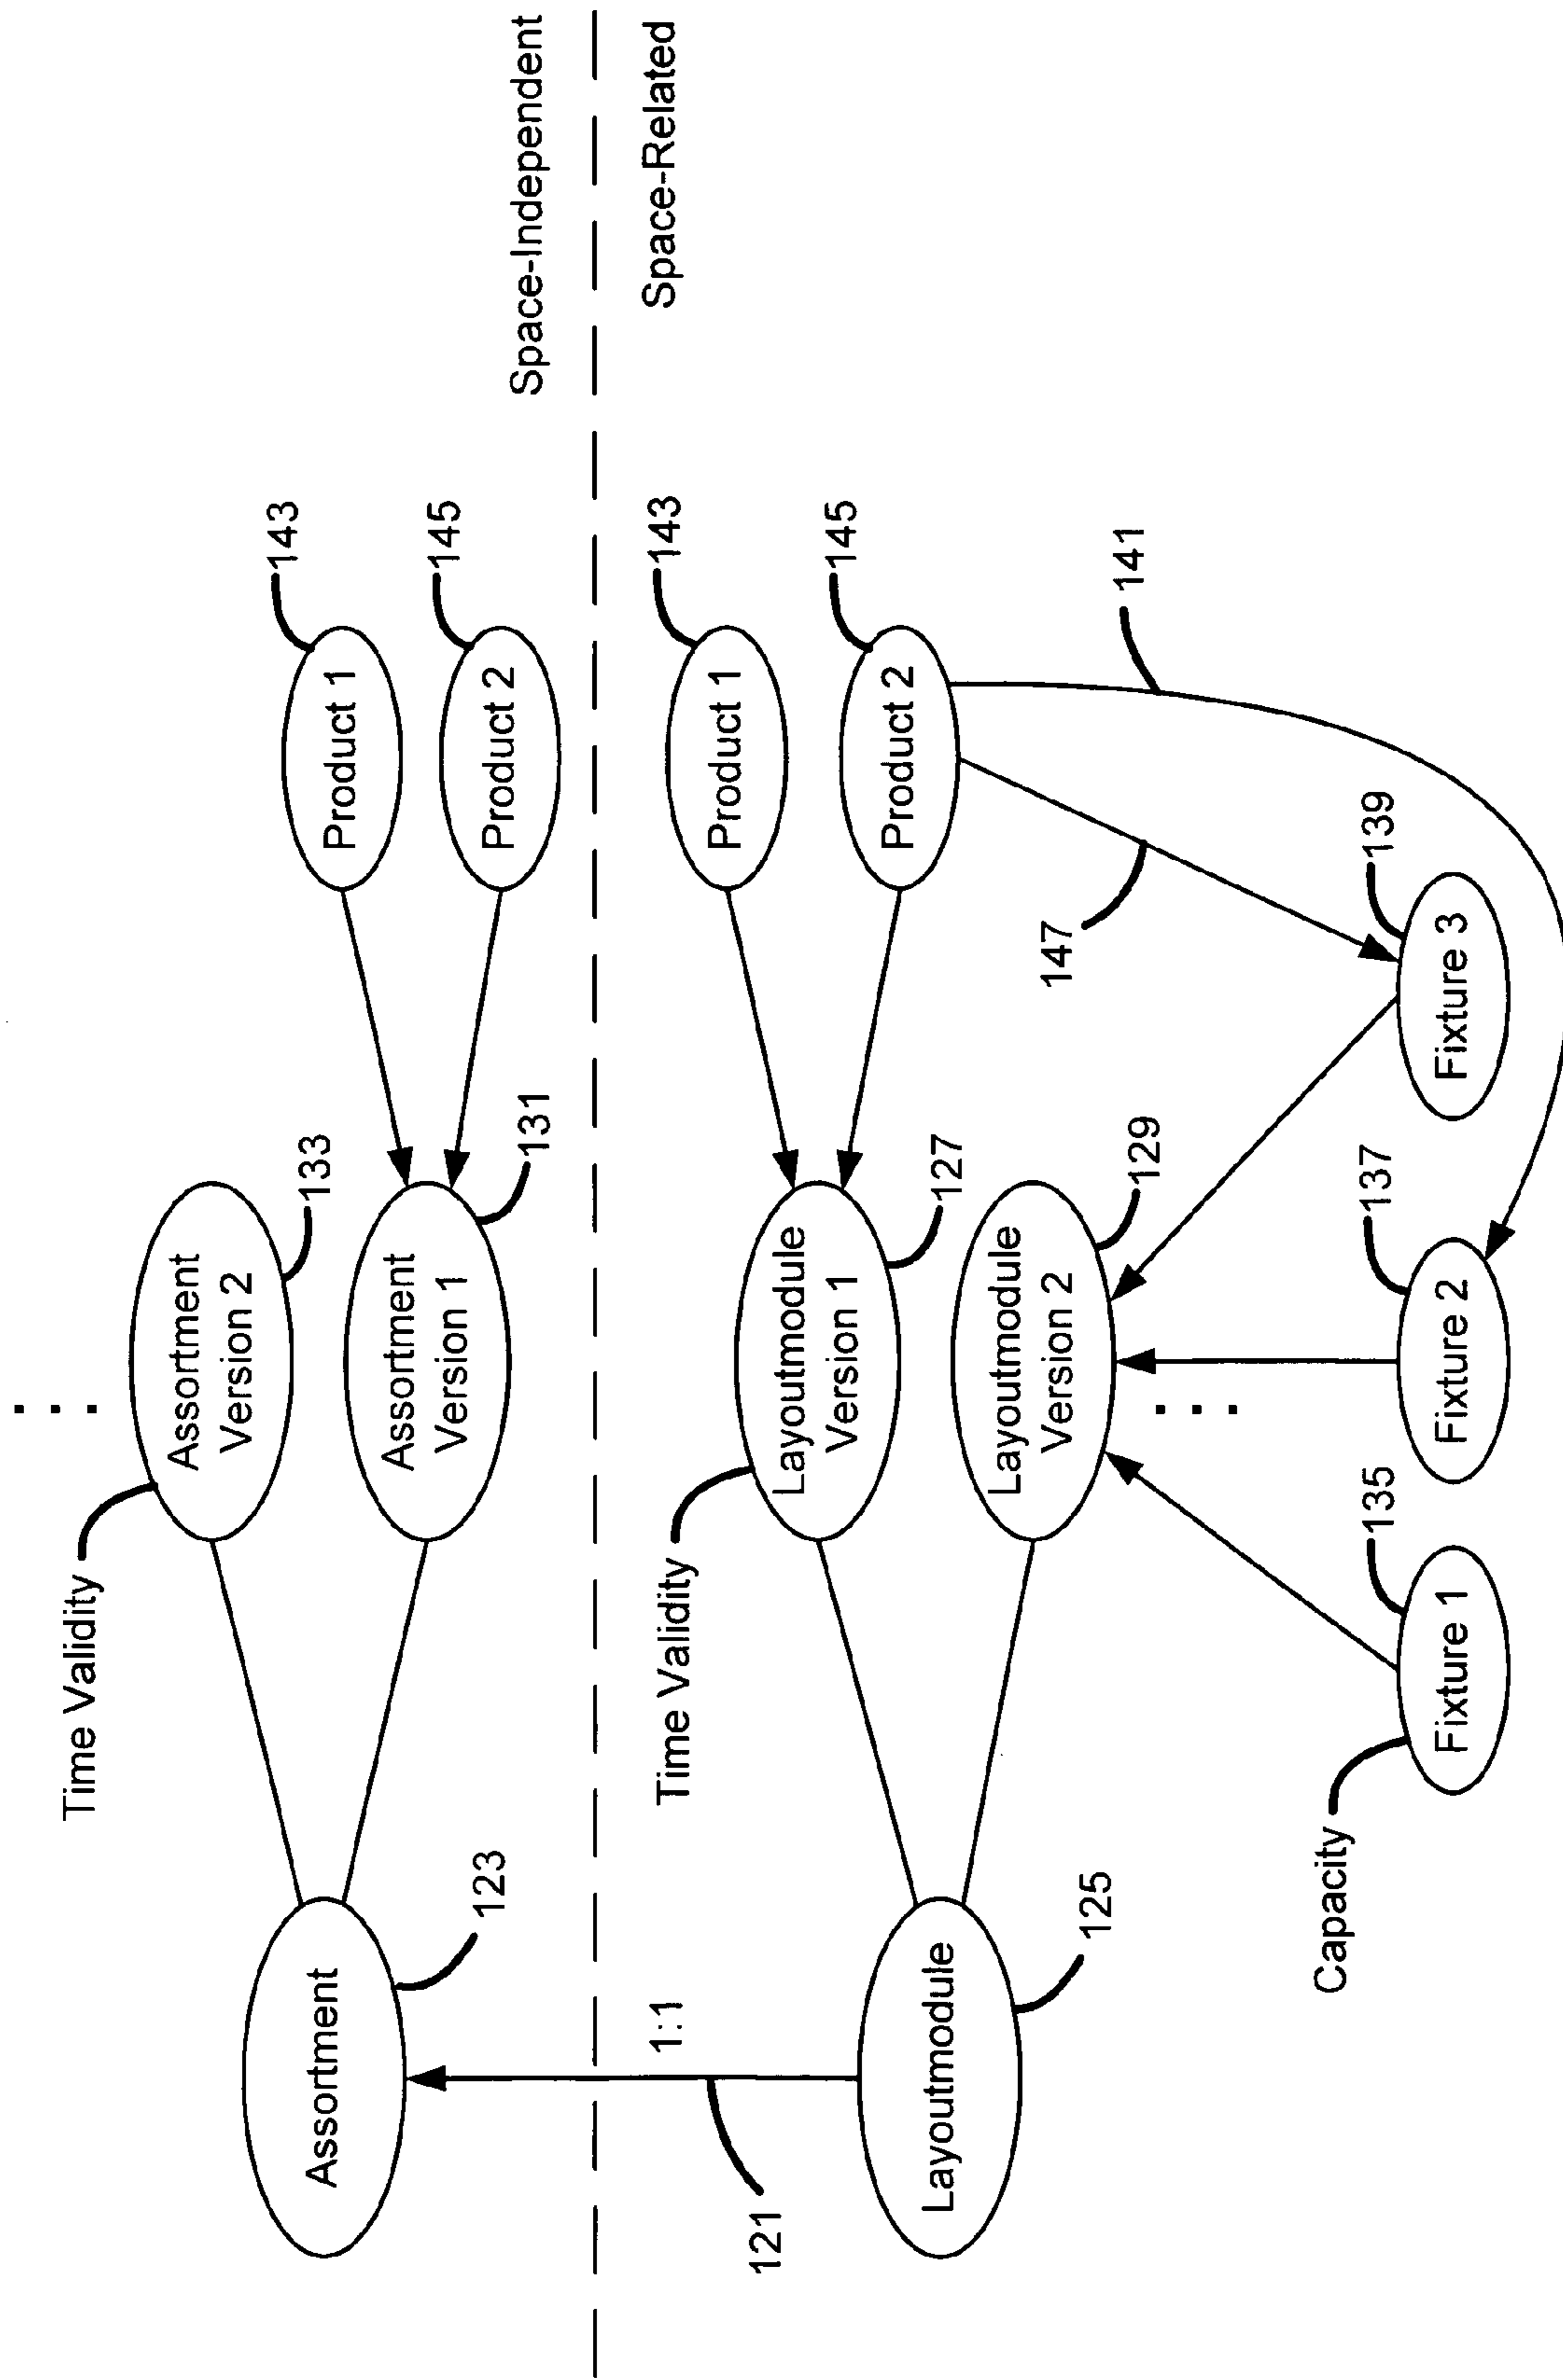 Time Validity
Assortment
Version 2
133
Assortment
123
Assortment
Version 1
131
Product 1
143
Product 2
145
Space-Independent
Space-Related
1:1
121
Time Validity
Layoutmodule
Version 1
127
Product 1
143
Product 2
145
Layoutmodule
125
Layoutmodule
Version 2
129
147
141
Capacity
Fixture 1
135
Fixture 2
137
Fixture 3
139